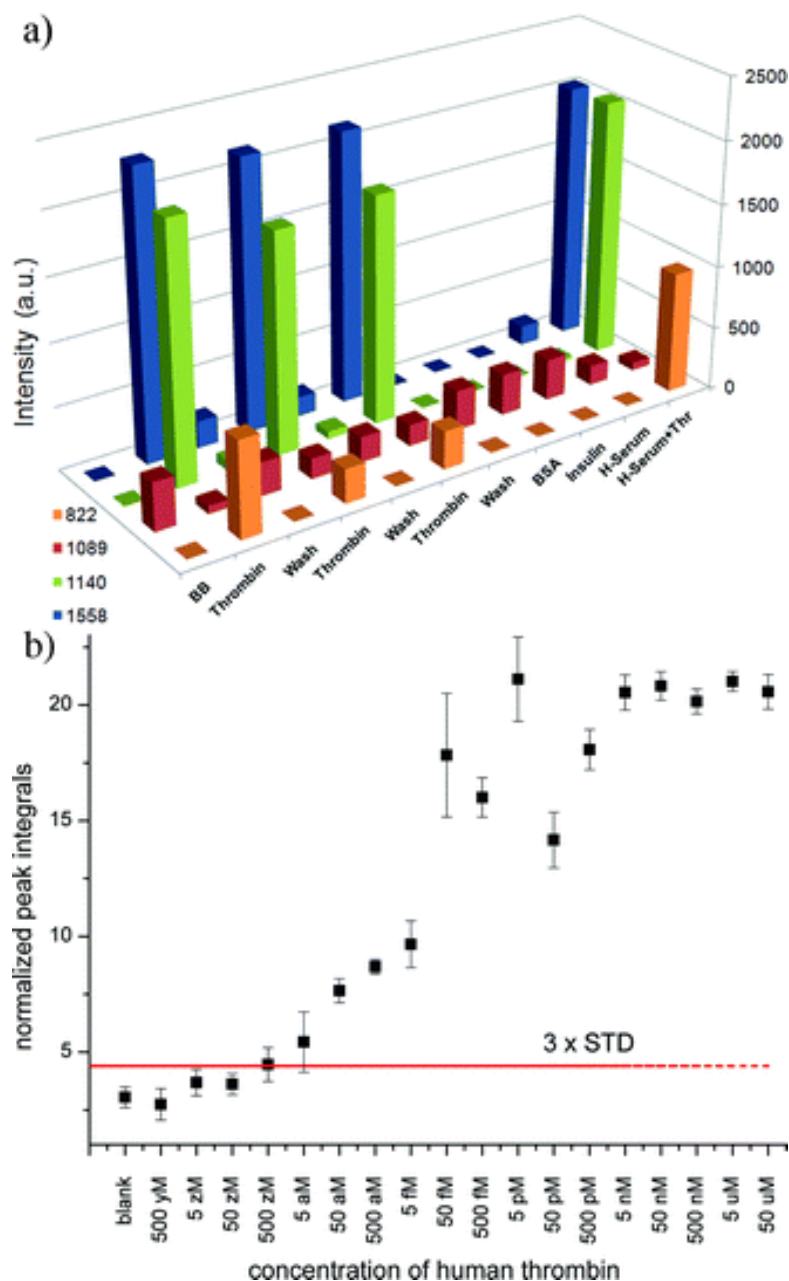 a)
2500
2000
1500
1000
500
0
Intensity (a.u.)
822
1089
1140
1558
BB
Thrombin
Wash
Thrombin
Wash
Thrombin
Wash
BSA
Insulin
H-Serum
H-Serum+Thr
b)
20
15
10
5
normalized peak integrals
3 x STD
blank
500 yM
5 zM
50 zM
500 zM
5 aM
50 aM
500 aM
5 fM
50 fM
500 fM
5 pM
50 pM
500 pM
5 nM
50 nM
500 nM
5 uM
50 uM
concentration of human thrombin